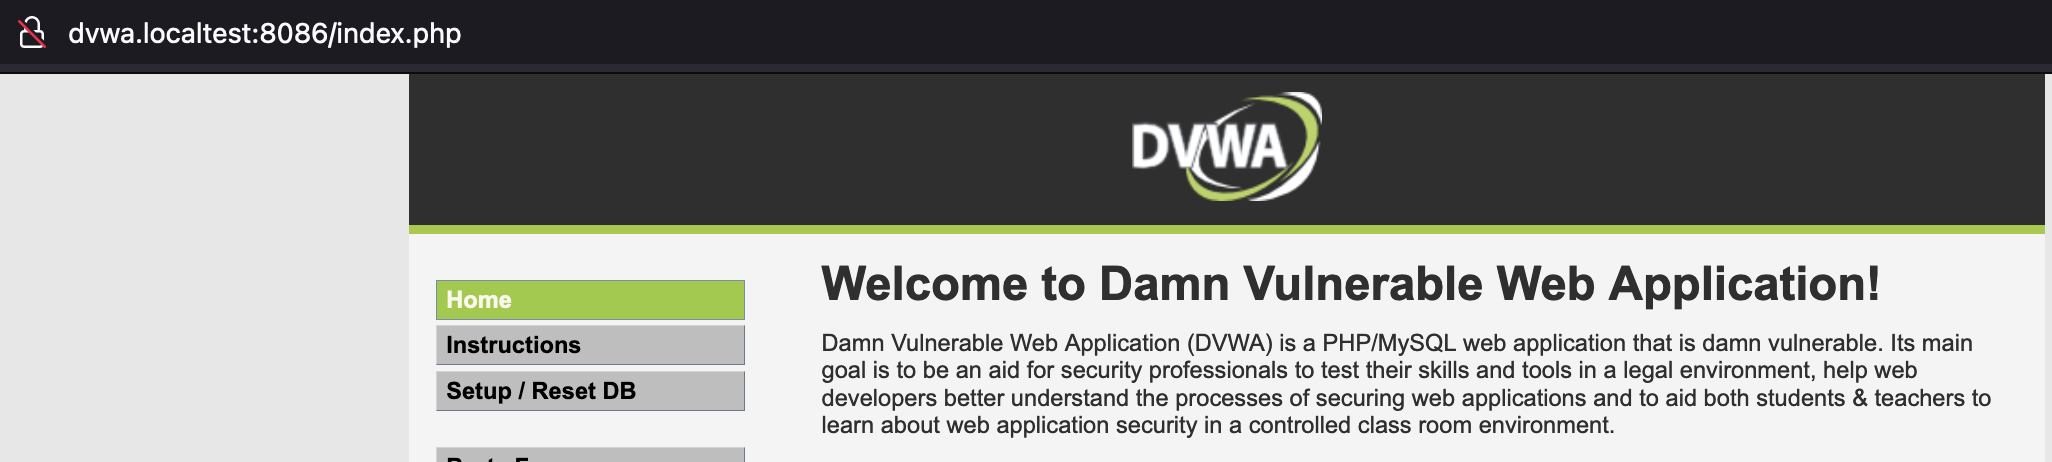 dvwa.localtest:8086/index.php
DVWA
Home
Instructions
Setup / Reset DB
Welcome to Damn Vulnerable Web Application!
Damn Vulnerable Web Application (DVWA) is a PHP/MySQL web application that is damn vulnerable. Its main
goal is to be an aid for security professionals to test their skills and tools in a legal environment, help web
developers better understand the processes of securing web applications and to aid both students & teachers to
learn about web application security in a controlled class room environment.